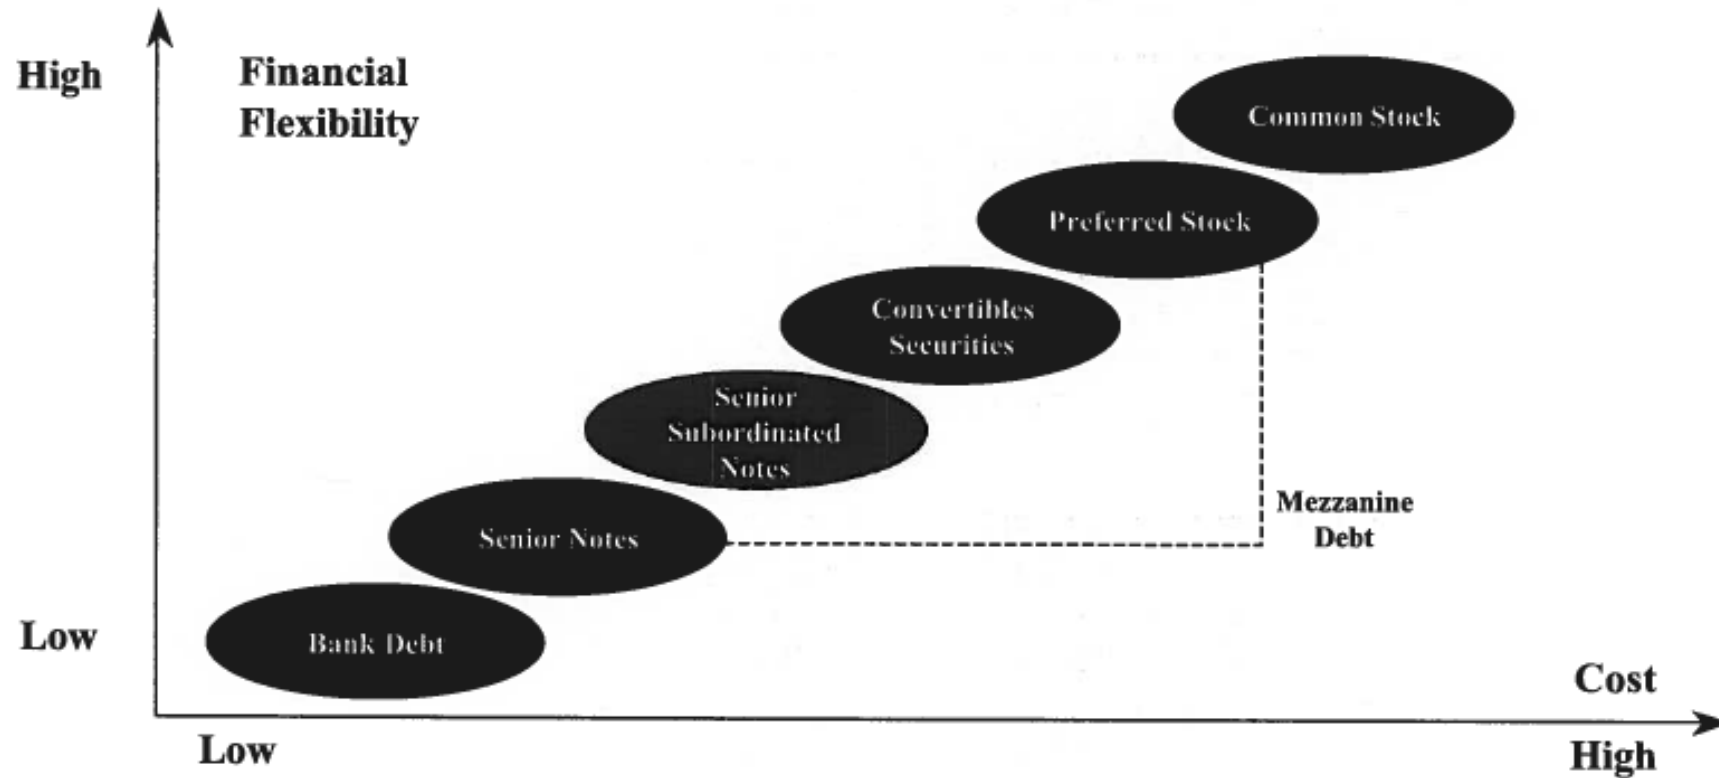 High
Financial
Flexibility
Common Stock
Preferred Stock
Convertibles
Securities
Senior
Subordinated
Notes
Mezzanine
Debt
Senior Notes
Low
Bank Debt
Cost
Low
High